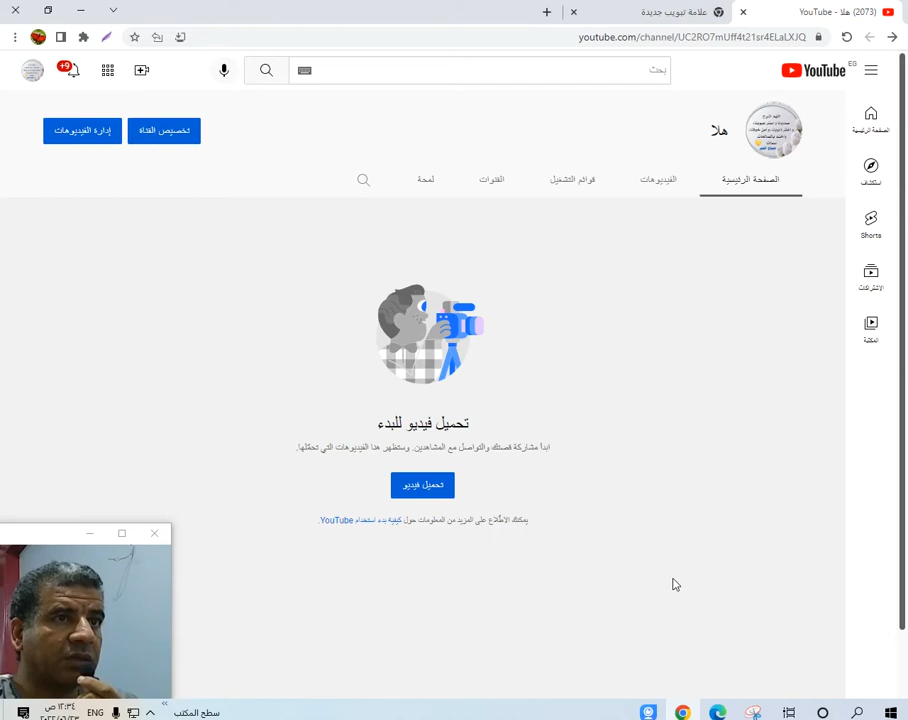 (2073) هلا - YouTube
علامة تبويب جديدة
youtube.com/channel/UC2RO7mUff4t21sr4ELaLXJQ
YouTube EG
بحث
9+
هلا
تخصيص القناة
إدارة الفيديوهات
الصفحة الرئيسية
الفيديوهات
قوائم التشغيل
القنوات
لمحة
الصفحة الرئيسية
استكشاف
Shorts
الاشتراكات
المكتبة
تحميل فيديو للبدء
ابدأ مشاركة قصتك والتواصل مع المشاهدين. وستظهر هنا الفيديوهات التي تحمّلها.
تحميل فيديو
يمكنك الاطّلاع على المزيد من المعلومات حول كيفية بدء استخدام YouTube.
سطح المكتب
ENG
١٢:٣٤ ص